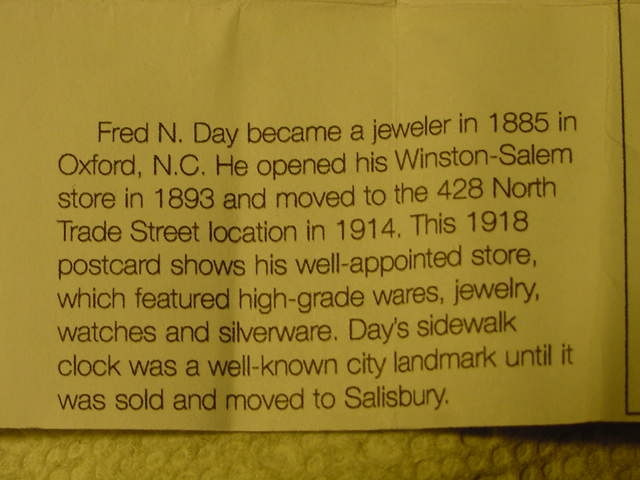 Fred N. Day became a jeweler in 1885 in
Oxford, N.C. He opened his Winston-Salem
store in 1893 and moved to the 428 North
Trade Street location in 1914. This 1918
postcard shows his well-appointed store,
which featured high-grade wares, jewelry,
watches and silverware. Day's sidewalk
clock was a well-known city landmark until it
was sold and moved to Salisbury.